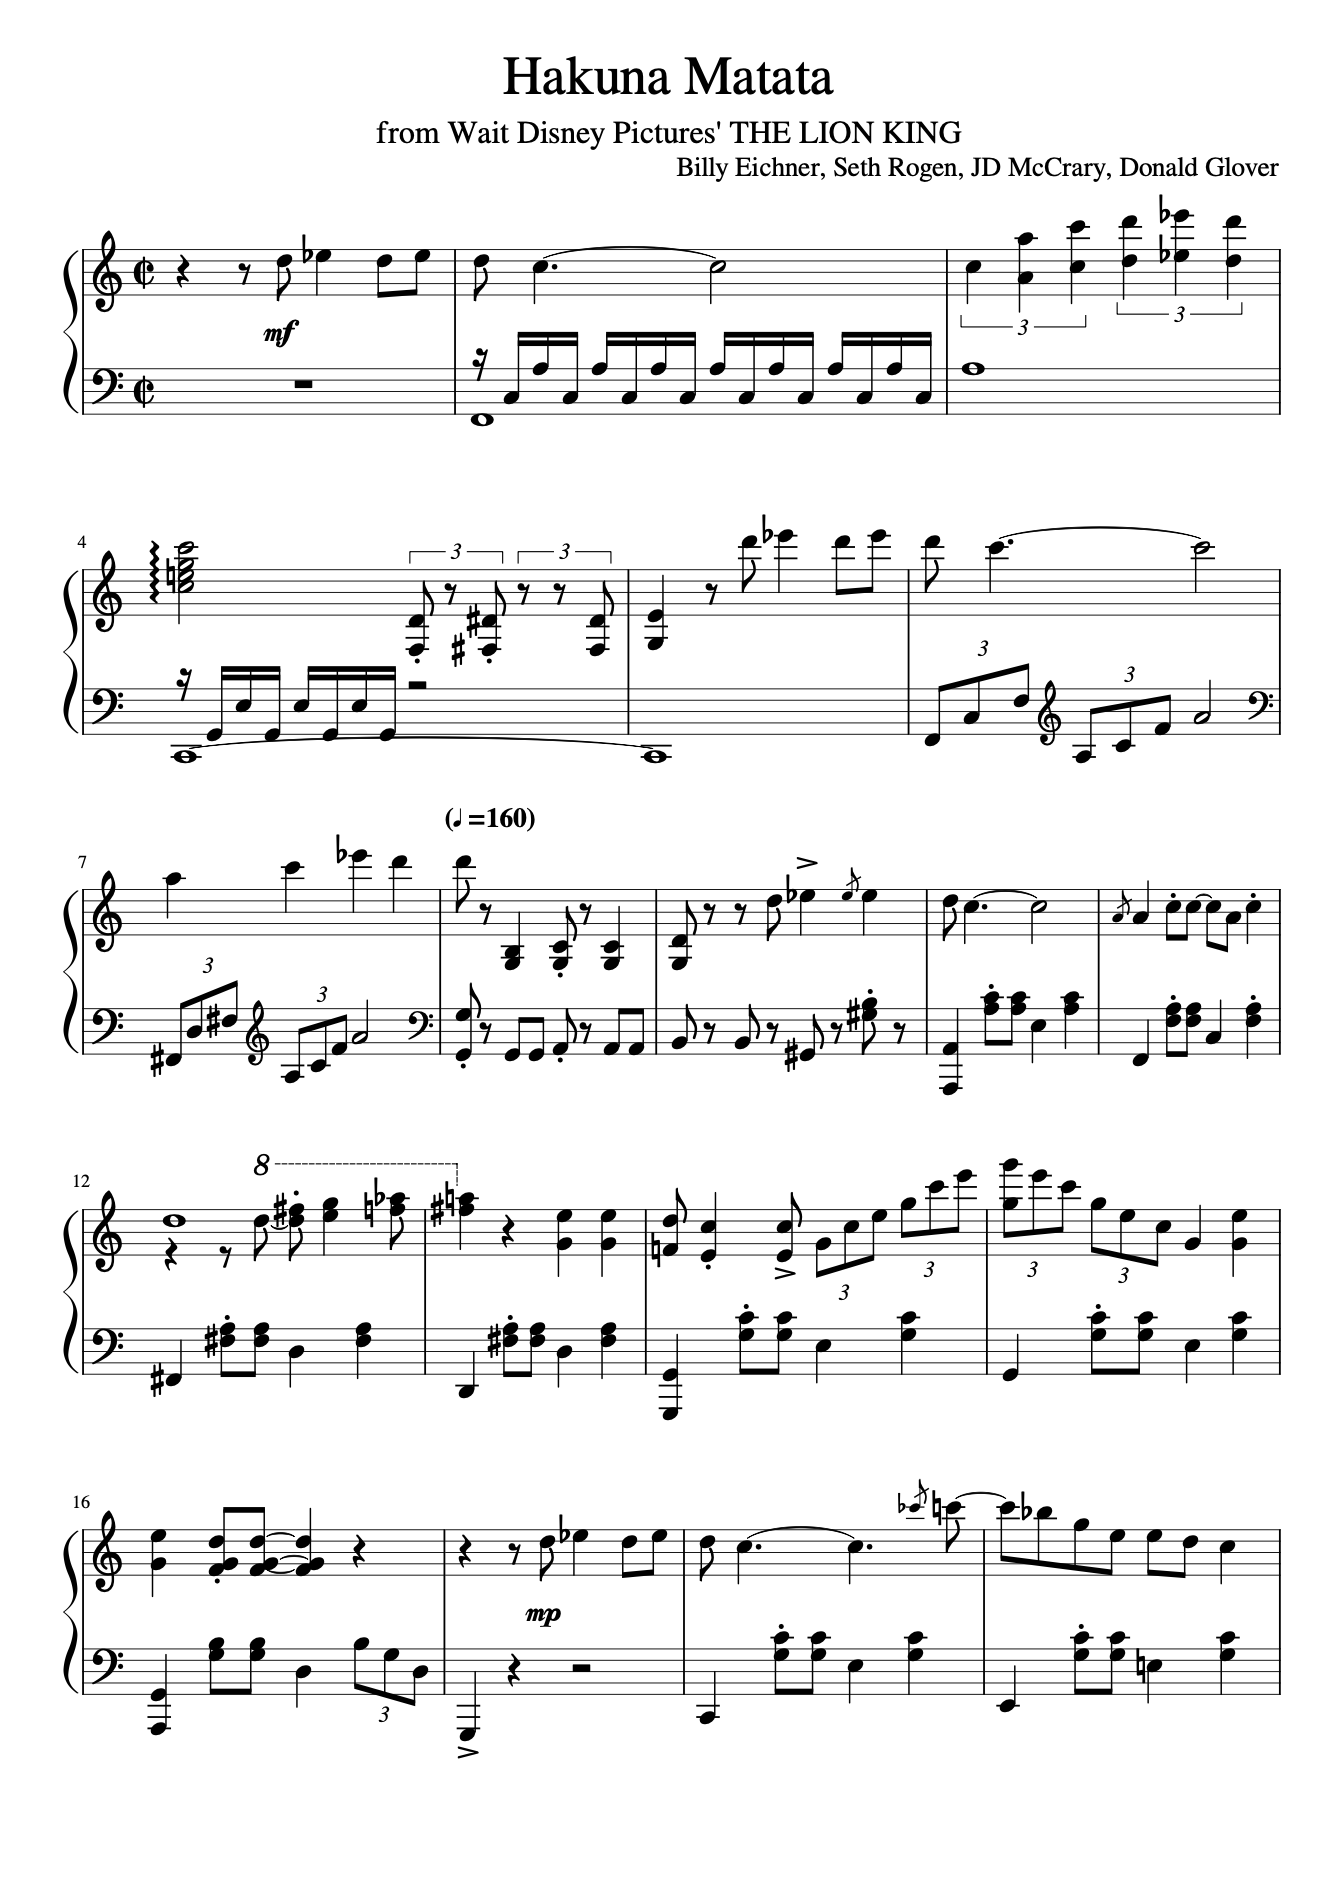 Hakuna Matata
from Wait Disney Pictures' THE LION KING
Billy Eichner, Seth Rogen, JD McCrary, Donald Glover
mf
3 3
4
3 3
3 3
(♩=160)
7
3 3
12
8
3 3 3 3
16
mp
3